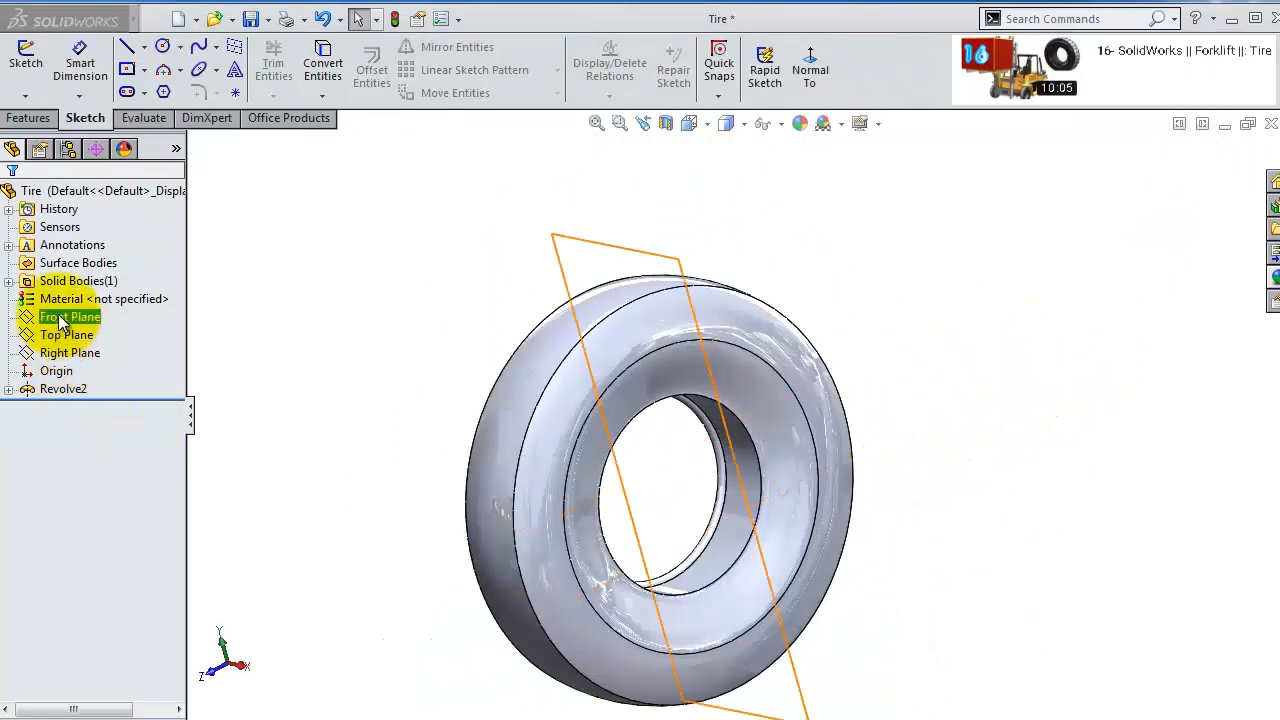 SOLIDWORKS
Tire *
Search Commands
Sketch
Smart Dimension
Trim Entities
Convert Entities
Offset Entities
Mirror Entities
Linear Sketch Pattern
Move Entities
Display/Delete Relations
Repair Sketch
Quick Snaps
Rapid Sketch
Normal To
16
10:05
16- SolidWorks || Forklift ||: Tire
Features
Sketch
Evaluate
DimXpert
Office Products
Tire (Default<<Default>_Displa
History
Sensors
Annotations
Surface Bodies
Solid Bodies(1)
Material <not specified>
Front Plane
Top Plane
Right Plane
Origin
Revolve2
Y
Z
X